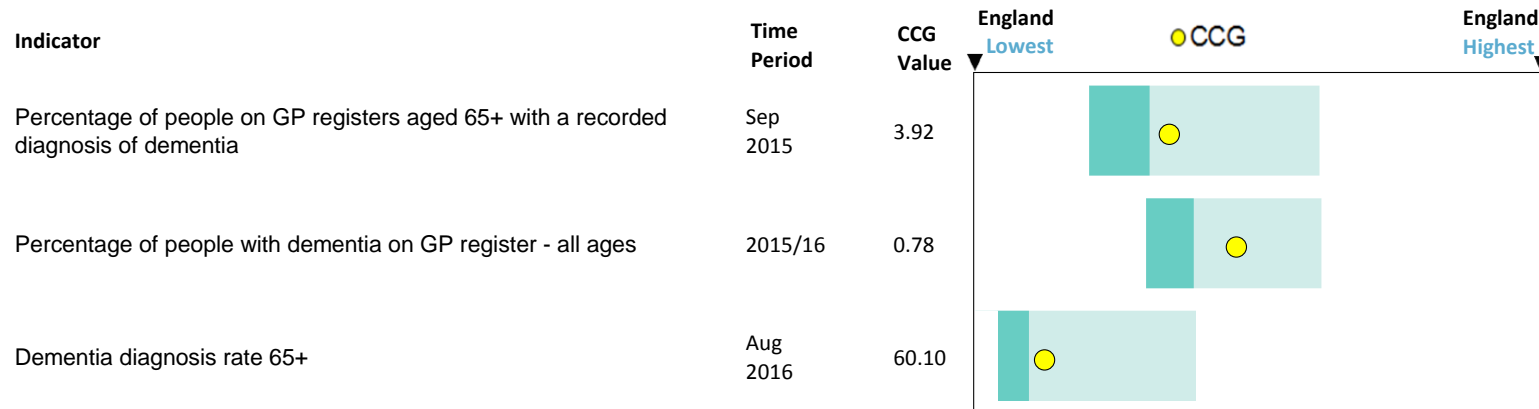 Indicator
Time
Period
CCG
Value
England
Lowest
CCG
England
Highest
Percentage of people on GP registers aged 65+ with a recorded
diagnosis of dementia
Sep
2015
3.92
Percentage of people with dementia on GP register - all ages
2015/16
0.78
Dementia diagnosis rate 65+
Aug
2016
60.10